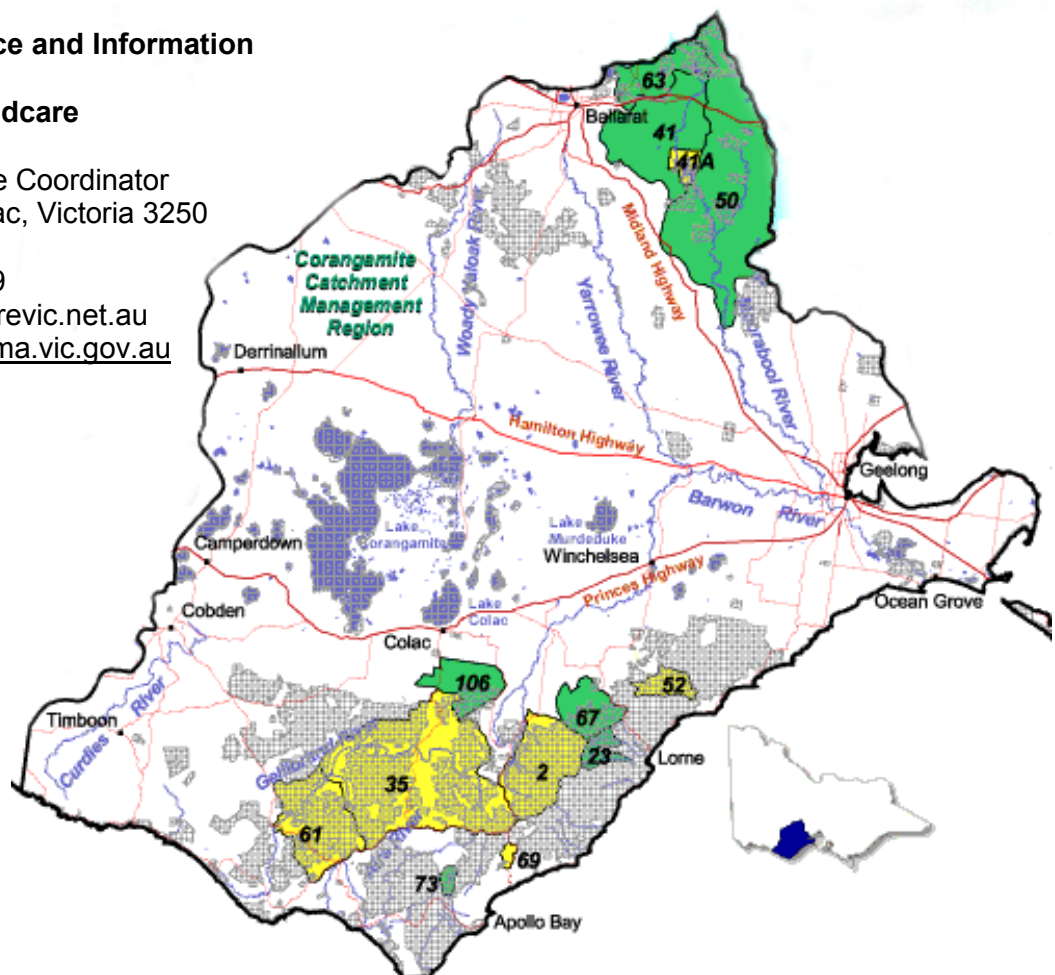 ce and Information
dcare
e Coordinator
ac, Victoria 3250
9
revic.net.au
ma.vic.gov.au
63
Ballarat
41
41A
50
Midland Highway
Woady Yaloak River
Corangamite
Catchment
Management
Region
Yarrowee River
Derrinallum
Hamilton Highway
Geelong
Barwon River
Lake
Corangamite
Lake
Murdeduke
Camperdown
Winchelsea
Princes Highway
Ocean Grove
Cobden
Lake
Colac
Colac
106
52
Timboon
Curdies River
67
23
Lorne
2
35
61
69
73
Apollo Bay